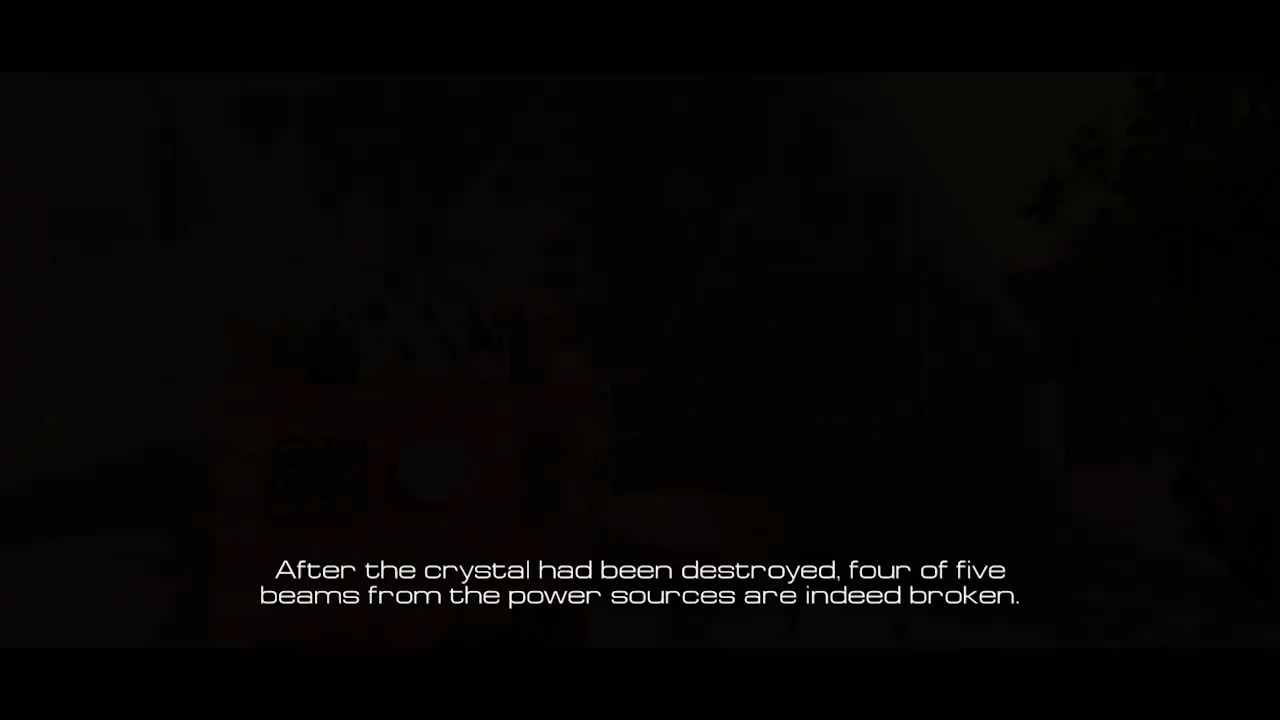 After the crystal had been destroyed, four of five
beams from the power sources are indeed broken.